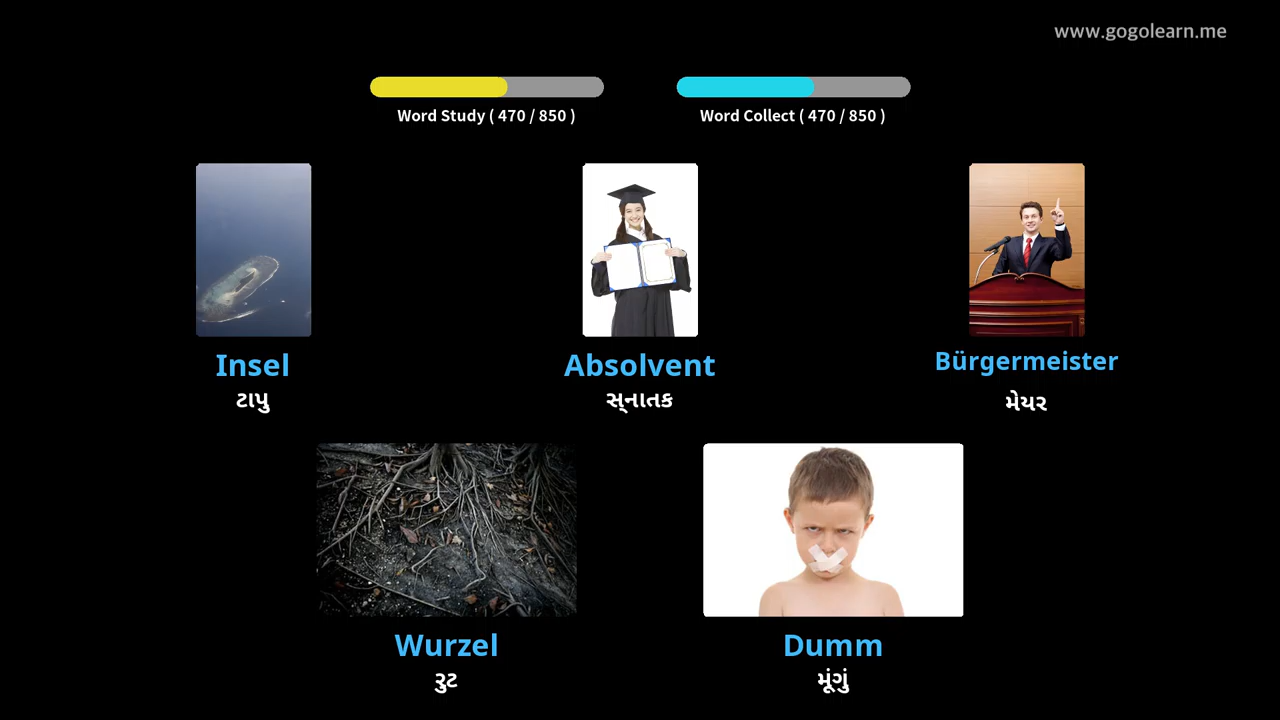 www.gogolearn.me
Word Study ( 470 / 850 )
Word Collect ( 470 / 850 )
Insel
ટાપુ
Absolvent
સ્નાતક
Bürgermeister
મેયર
Wurzel
રુટ
Dumm
મૂંગું